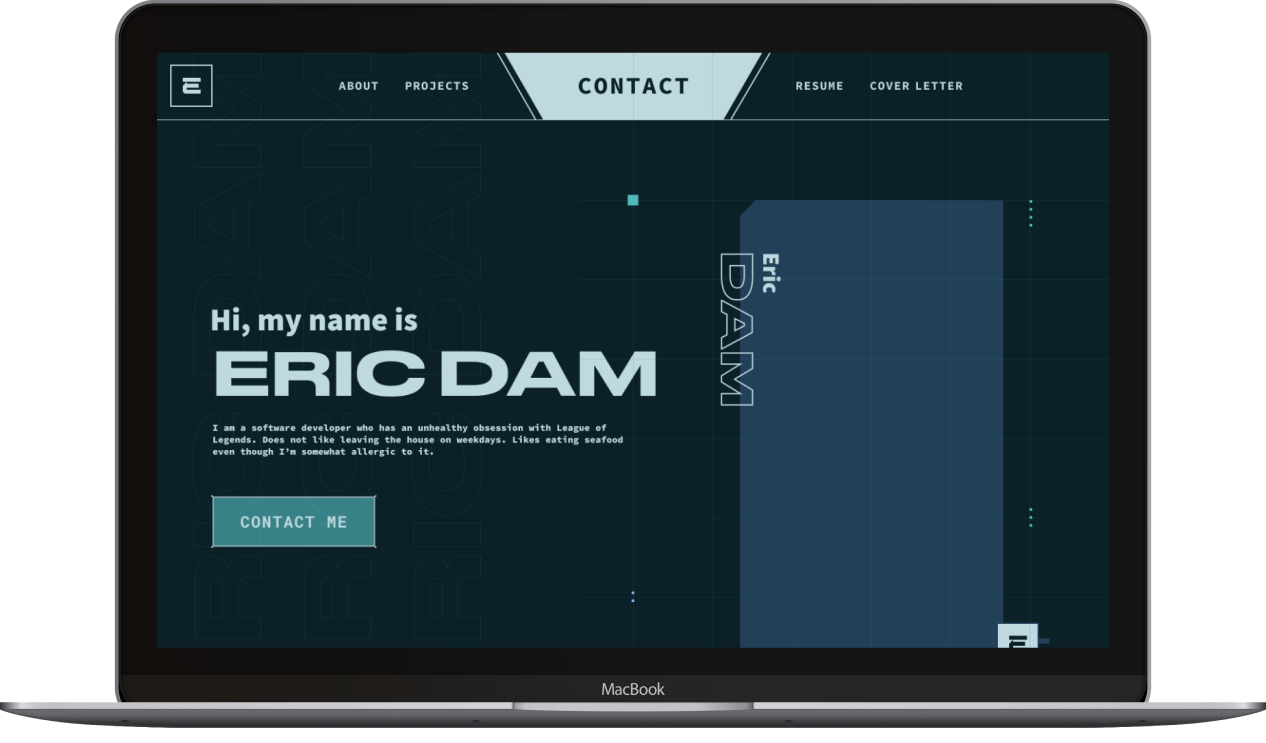 ABOUT
PROJECTS
CONTACT
RESUME
COVER LETTER
Hi, my name is
ERIC DAM
I am a software developer who has an unhealthy obsession with League of
Legends. Does not like leaving the house on weekdays. Likes eating seafood
even though I'm somewhat allergic to it.
CONTACT ME
Eric
DAM
MacBook